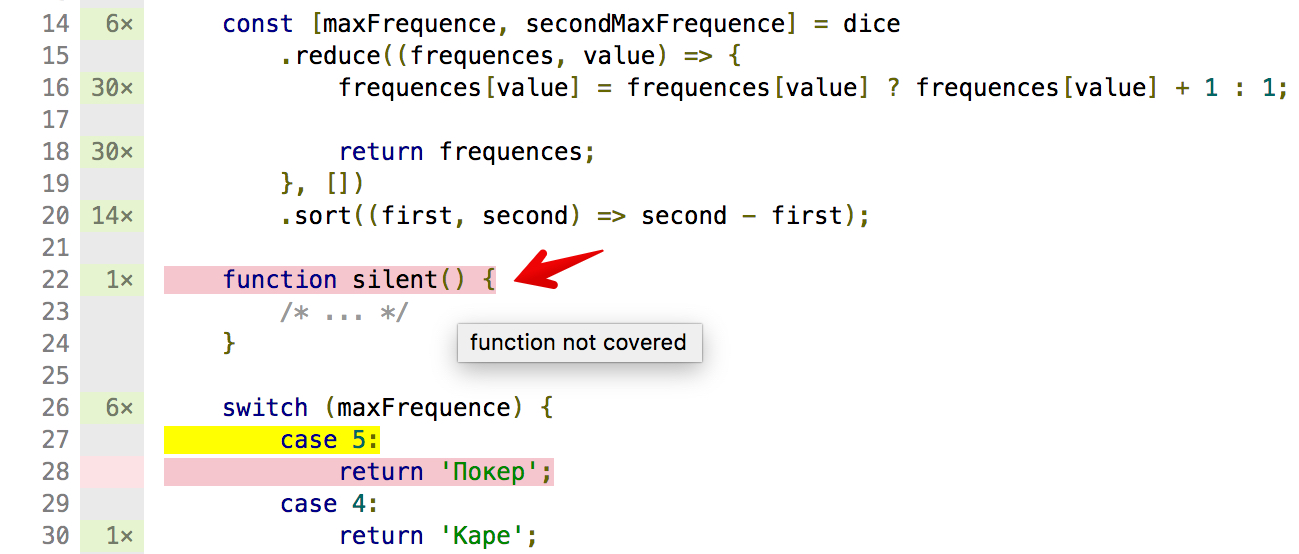 14 6× const [maxFrequence, secondMaxFrequence] = dice
15 .reduce((frequences, value) => {
16 30× frequences[value] = frequences[value] ? frequences[value] + 1 : 1;
17
18 30× return frequences;
19 }, [])
20 14× .sort((first, second) => second - first);
21
22 1× function silent() {
23 /* ... */
function not covered
24 }
25
26 6× switch (maxFrequence) {
27 case 5:
28 return 'Покер';
29 case 4:
30 1× return 'Каре';